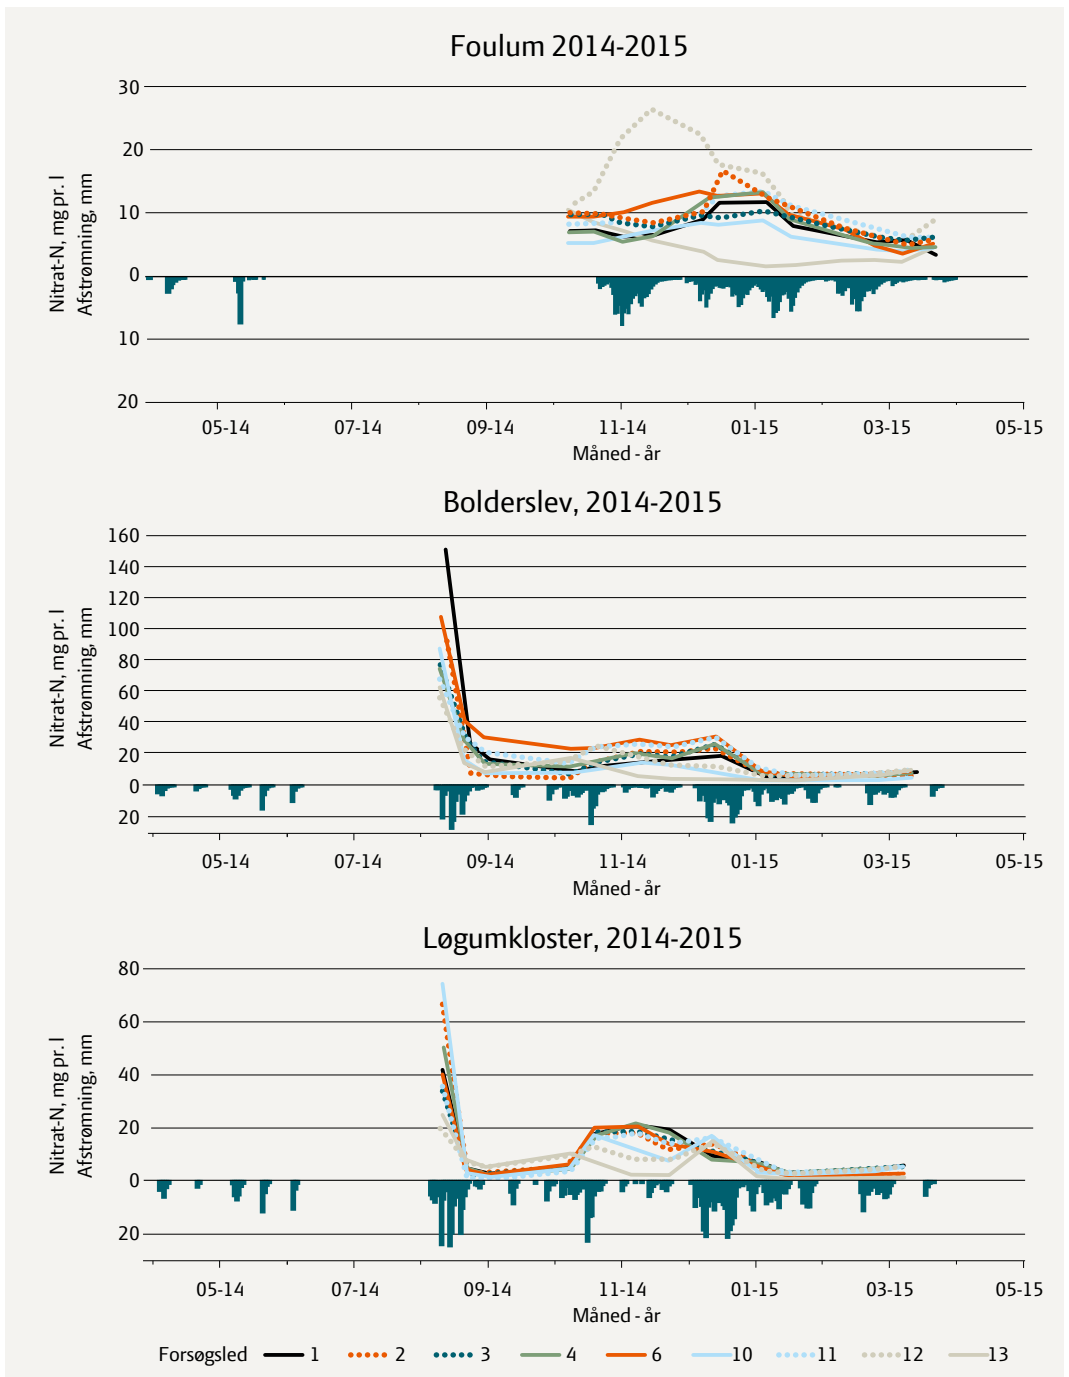 Foulum 2014-2015
Nitrat-N, mg pr. l
Afstrømning, mm
30
20
10
0
10
20
05-14 07-14 09-14 11-14 01-15 03-15 05-15
Måned - år
Bolderslev, 2014-2015
Nitrat-N, mg pr. l
Afstrømning, mm
160
140
120
100
80
60
40
20
0
20
05-14 07-14 09-14 11-14 01-15 03-15 05-15
Måned - år
Løgumkloster, 2014-2015
Nitrat-N, mg pr. l
Afstrømning, mm
80
60
40
20
0
20
05-14 07-14 09-14 11-14 01-15 03-15 05-15
Måned - år
Forsøgsled 1 2 3 4 6 10 11 12 13